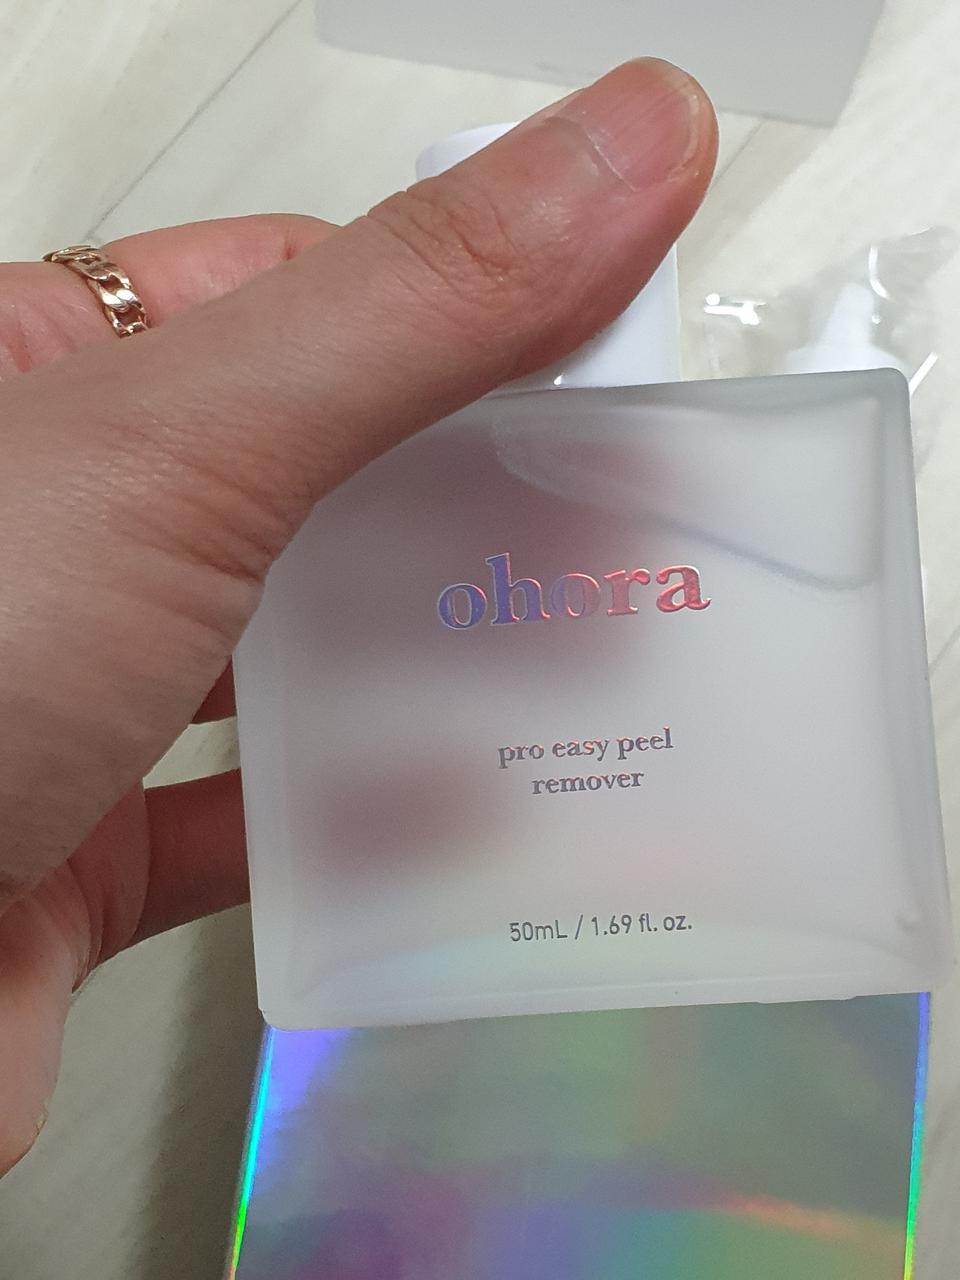 ohora
pro easy peel
remover
50mL / 1.69 fl. oz.